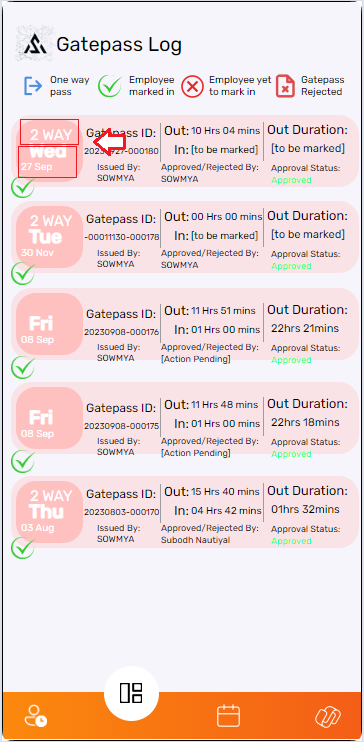 Gatepass Log
One way pass
Employee marked in
Employee yet to mark in
Gatepass Rejected
2 WAY
Wed
27 Sep
Gatepass ID:
Issued By:
SOWMYA
Out: 10 Hrs 04 mins
In: [to be marked]
Approved/Rejected By:
SOWMYA
Out Duration:
[to be marked]
Approval Status:
Approved
2 WAY
Tue
30 Nov
Gatepass ID:
-00011130-000178
Issued By:
SOWMYA
Out: 00 Hrs 00 mins
In: [to be marked]
Approved/Rejected By:
SOWMYA
Out Duration:
[to be marked]
Approval Status:
Approved
Fri
08 Sep
Gatepass ID:
20230908-000176
Issued By:
SOWMYA
Out: 11 Hrs 51 mins
In: 01 Hrs 00 mins
Approved/Rejected By:
[Action Pending]
Out Duration:
22hrs 21mins
Approval Status:
Approved
Fri
08 Sep
Gatepass ID:
20230908-000175
Issued By:
SOWMYA
Out: 11 Hrs 48 mins
In: 01 Hrs 00 mins
Approved/Rejected By:
[Action Pending]
Out Duration:
22hrs 18mins
Approval Status:
Approved
2 WAY
Thu
03 Aug
Gatepass ID:
20230803-000170
Issued By:
SOWMYA
Out: 15 Hrs 40 mins
In: 04 Hrs 42 mins
Approved/Rejected By:
Subodh Nautiyal
Out Duration:
01hrs 32mins
Approval Status:
Approved